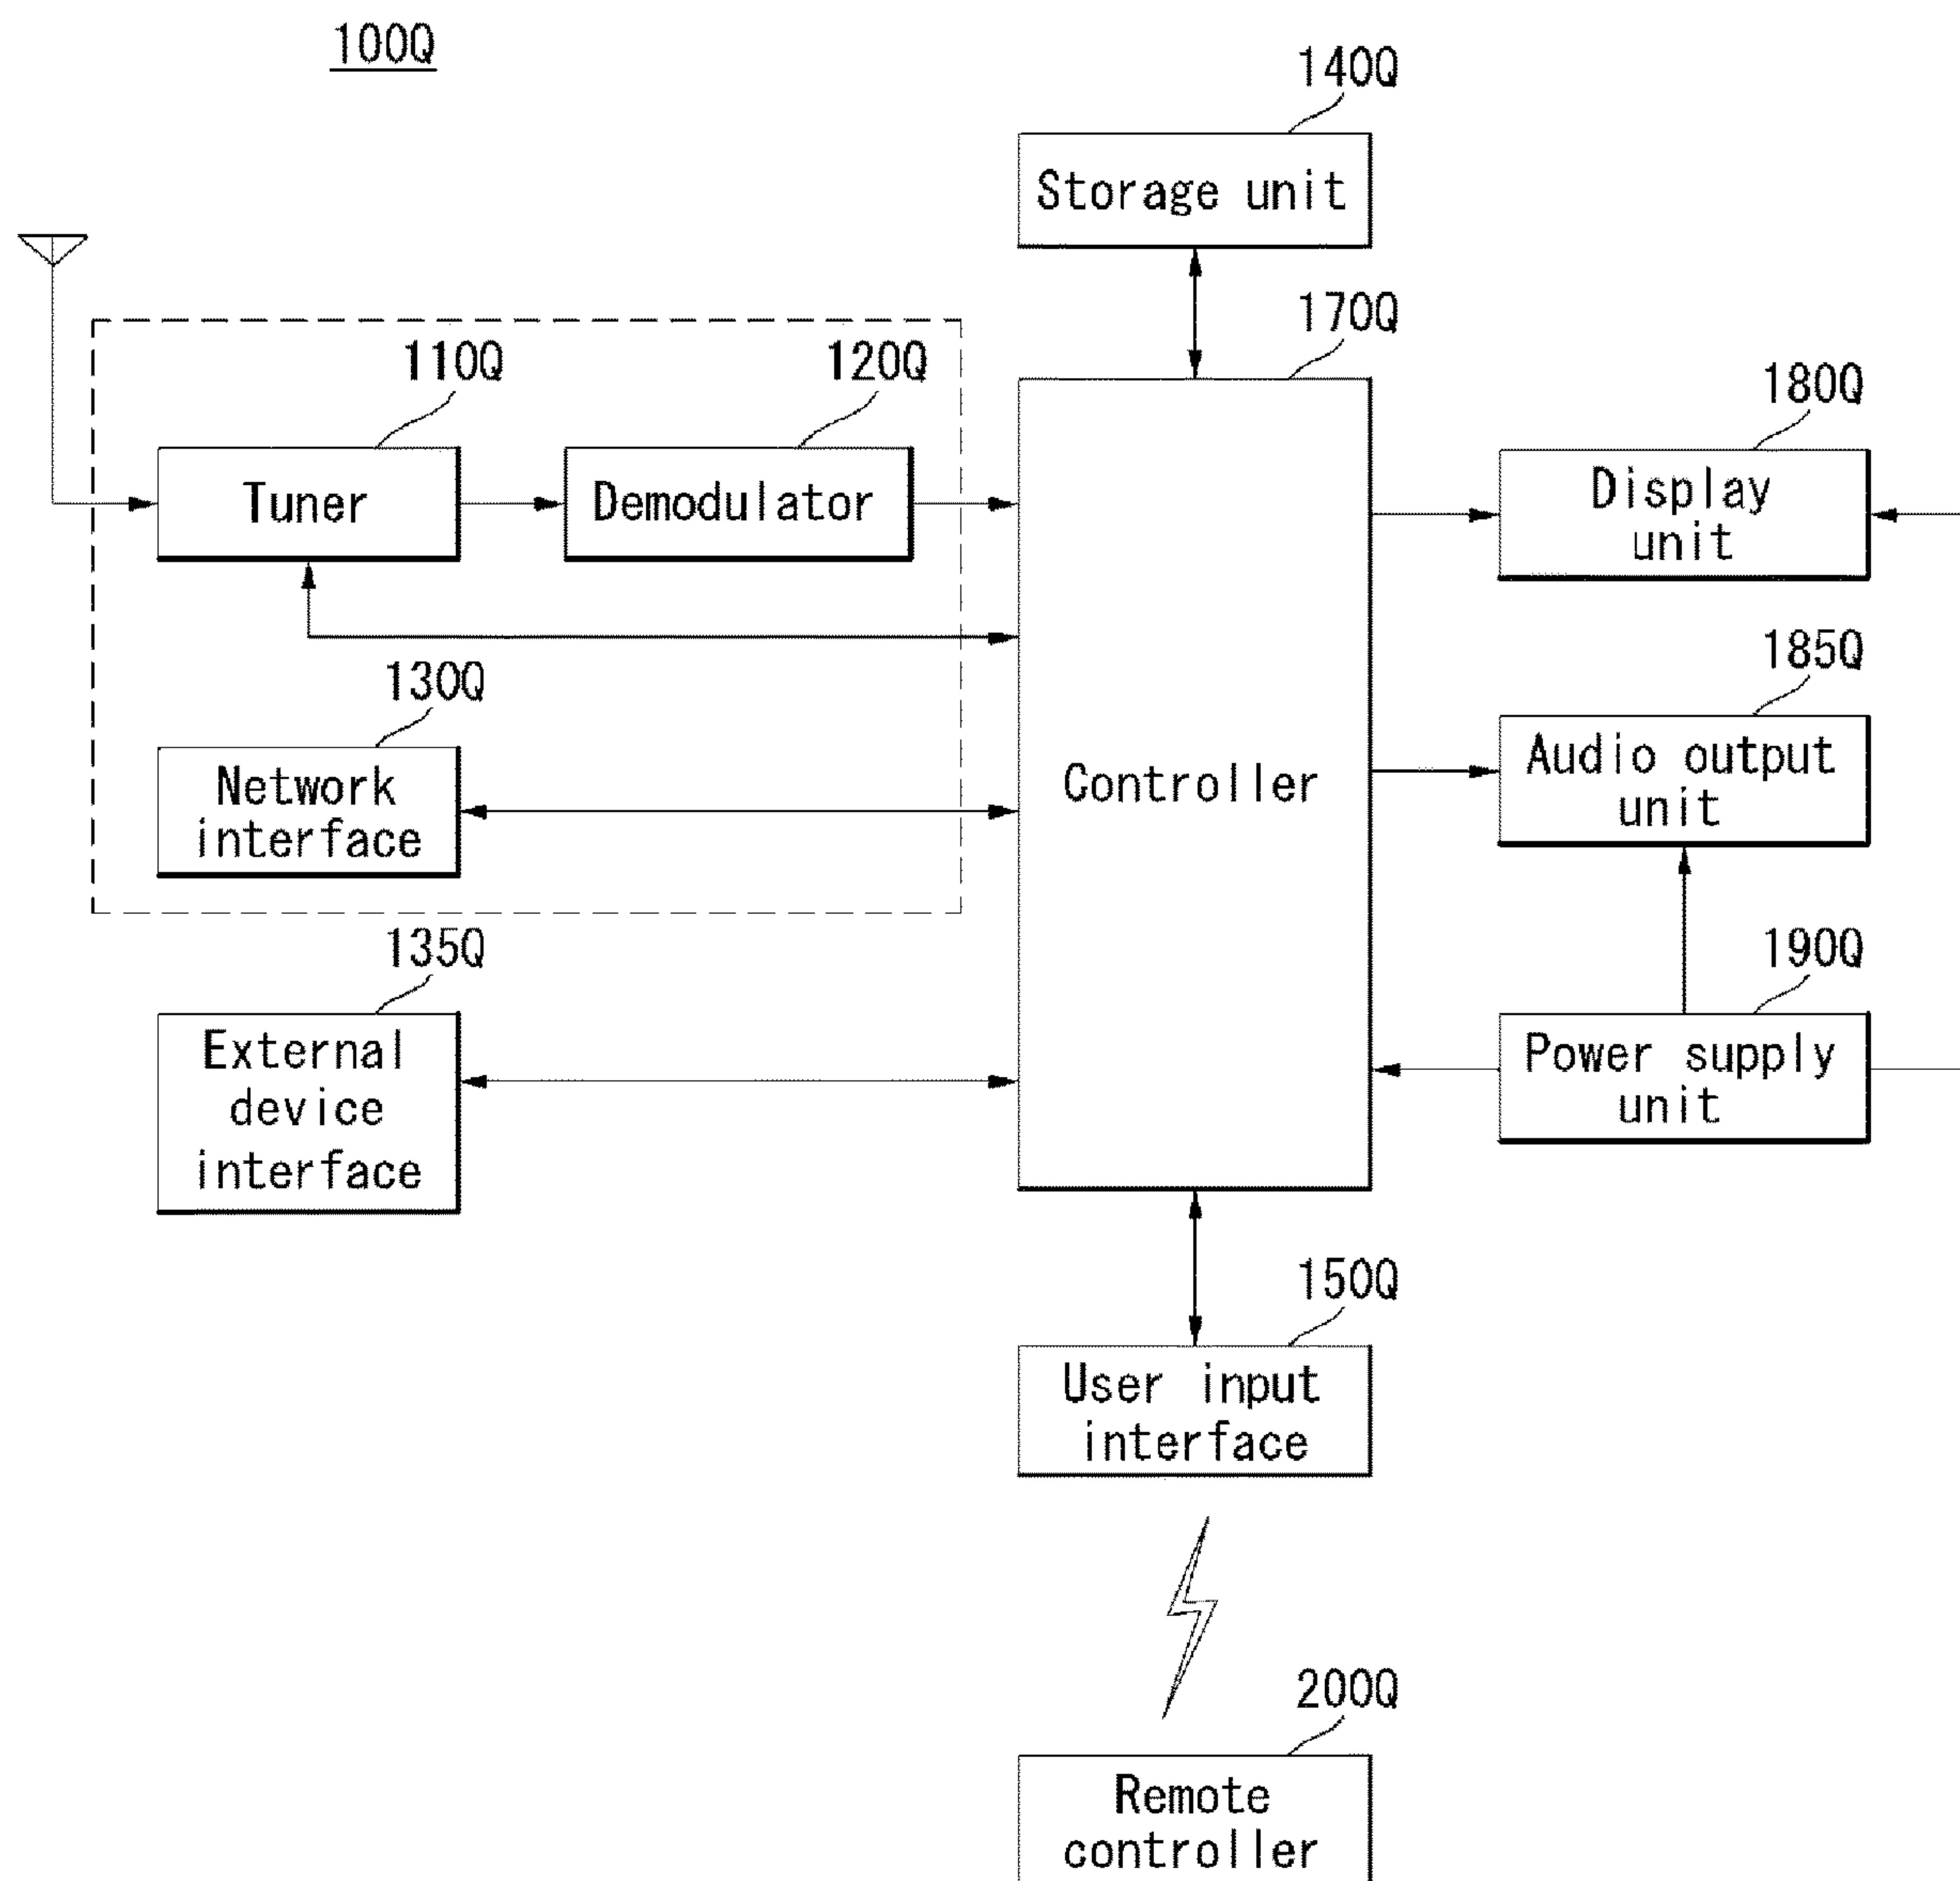 100Q
140Q
Storage unit
170Q
110Q
120Q
180Q
Tuner
Demodulator
Display
unit
130Q
185Q
Network
interface
Controller
Audio output
unit
135Q
190Q
External
device
interface
Power supply
unit
150Q
User input
interface
200Q
Remote
controller